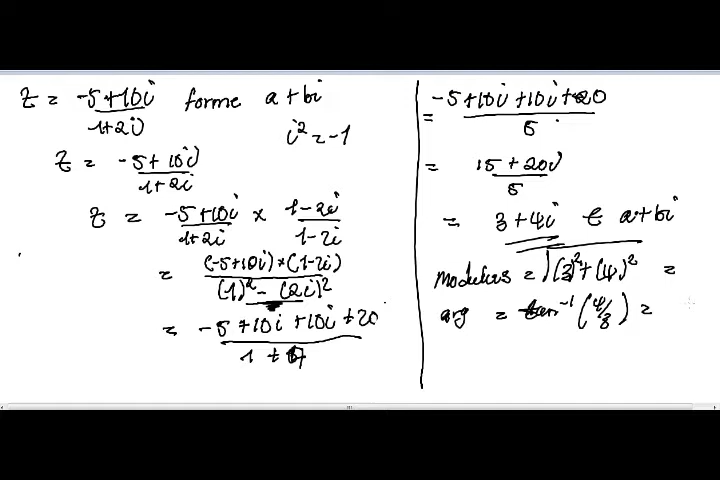 z = -5+10i / 1+2i forme a+bi
i² = -1
z = -5+10i / 1+2i
z = -5+10i / 1+2i × 1-2i / 1-2i
= (-5+10i)×(1-2i) / (1)² - (2i)²
= -5+10i+10i+20 / 1+4
= -5+10i+10i+20 / 5
= 15+20i / 5
= 3+4i ∈ a+bi
modulus = √(3)²+(4)² =
arg = tan⁻¹(4/3) =